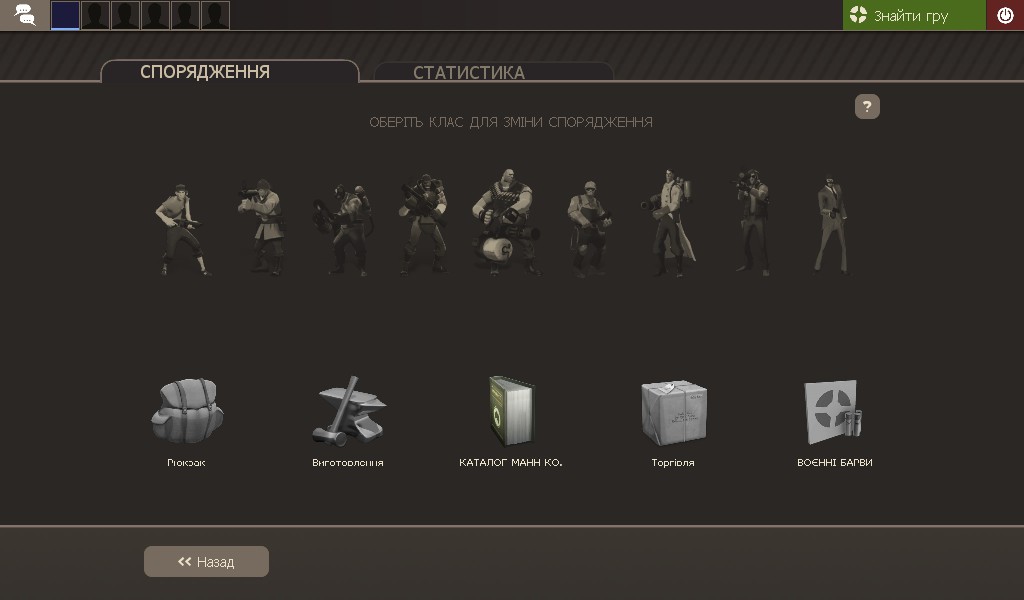 Знайти гру
СПОРЯДЖЕННЯ
СТАТИСТИКА
?
ОБЕРІТЬ КЛАС ДЛЯ ЗМІНИ СПОРЯДЖЕННЯ
Рюкзак
Виготовлення
КАТАЛОГ МАНН КО.
Торгівля
ВОЄННІ БАРВИ
Назад